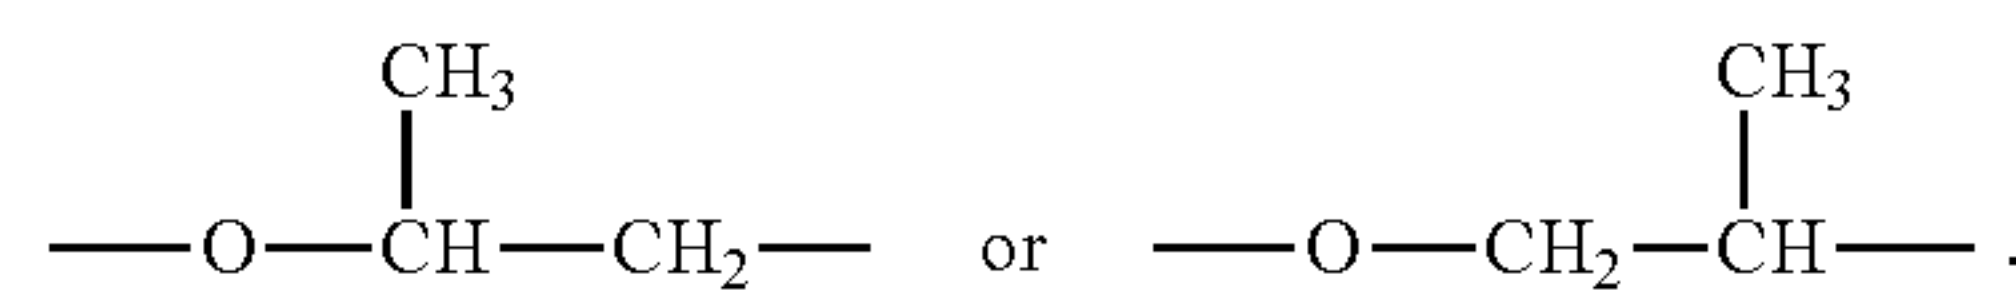 CH₃ CH₃
—O—CH—CH₂— or —O—CH₂—CH—.